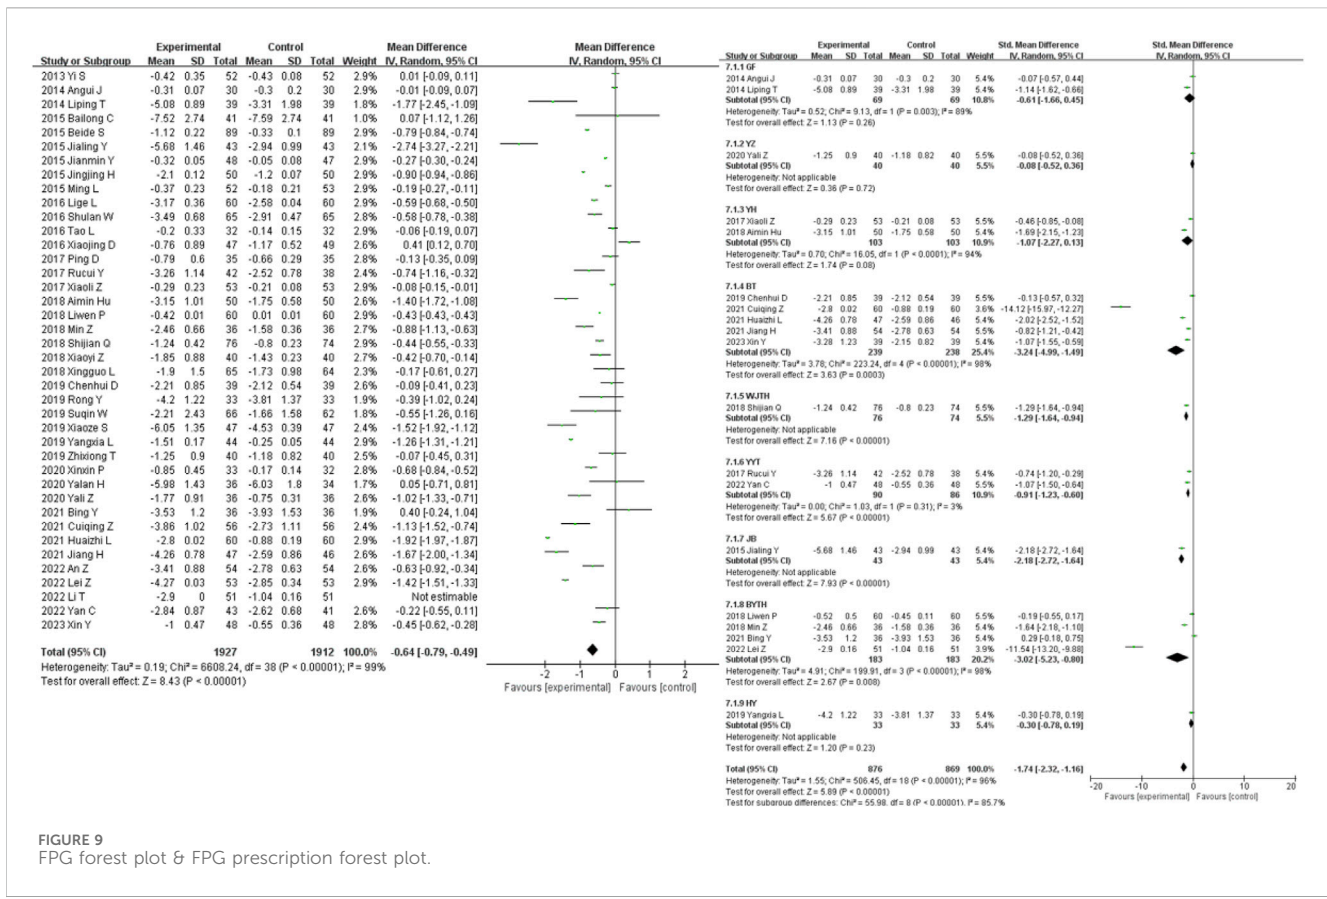 Experimental Control Mean Difference Mean Difference
Study or Subgroup Mean SD Total Mean SD Total Weight IV, Random, 95% CI IV, Random, 95% CI
2013 Yi S -0.42 0.35 52 -0.43 0.08 52 2.9% 0.01 [-0.09, 0.11]
2014 Angui J -0.31 0.07 30 -0.3 0.2 30 2.9% -0.01 [-0.09, 0.07]
2014 Liping T -5.08 0.89 39 -3.31 1.98 39 1.9% -1.77 [-2.45, -1.09]
2015 Bailong C -7.52 2.74 41 -7.59 2.74 41 1.2% 0.07 [-1.12, 1.26]
2015 Beide S -1.12 0.22 89 -0.33 0.1 89 2.9% -0.79 [-0.84, -0.74]
2015 Jialing Y -5.68 1.46 43 -2.94 0.99 43 2.2% -2.74 [-3.27, -2.21]
2015 Jianmin Y -0.32 0.05 48 -0.05 0.08 47 2.9% -0.27 [-0.30, -0.24]
2015 Jingjing H -2.1 0.12 50 -1.2 0.07 50 2.9% -0.90 [-0.94, -0.86]
2015 Ming L -0.37 0.23 52 -0.18 0.21 53 2.9% -0.19 [-0.27, -0.11]
2016 Lige L -3.17 0.36 60 -2.58 0.04 60 2.9% -0.59 [-0.68, -0.50]
2016 Shulan W -3.49 0.68 65 -2.91 0.47 65 2.8% -0.58 [-0.78, -0.38]
2016 Tao L -0.2 0.33 32 -0.14 0.15 32 2.9% -0.06 [-0.19, 0.07]
2016 Xiaojing D -0.76 0.89 47 -1.17 0.52 49 2.7% 0.41 [0.12, 0.70]
2017 Ping D -0.79 0.6 35 -0.66 0.29 35 2.8% -0.13 [-0.35, 0.09]
2017 Rucui Y -3.26 1.14 42 -2.52 0.78 38 2.4% -0.74 [-1.16, -0.32]
2017 Xiaoli Z -0.29 0.23 53 -0.21 0.08 53 2.9% -0.08 [-0.15, -0.01]
2018 Aimin Hu -3.15 1.01 50 -1.75 0.58 50 2.6% -1.40 [-1.72, -1.08]
2018 Liwen P -0.42 0.01 60 0.01 0.01 60 2.9% -0.43 [-0.43, -0.43]
2018 Min Z -2.46 0.66 36 -1.58 0.36 36 2.7% -0.88 [-1.13, -0.63]
2018 Shijian Q -1.24 0.42 76 -0.8 0.23 74 2.9% -0.44 [-0.55, -0.33]
2018 Xiaoyi Z -1.85 0.88 40 -1.43 0.23 40 2.7% -0.42 [-0.70, -0.14]
2018 Xingguo L -1.9 1.5 65 -1.73 0.98 64 2.4% -0.17 [-0.61, 0.27]
2019 Chenhui D -2.21 0.85 39 -2.12 0.54 39 2.6% -0.09 [-0.41, 0.23]
2019 Rong Y -4.2 1.22 33 -3.81 1.37 33 2.0% -0.39 [-1.02, 0.24]
2019 Suqin W -2.21 2.43 66 -1.66 1.58 62 1.9% -0.55 [-1.26, 0.16]
2019 Xiaoze S -6.05 1.35 47 -4.53 0.39 47 2.5% -1.52 [-1.92, -1.12]
2019 Yangxia L -1.51 0.17 44 -0.25 0.05 44 2.9% -1.26 [-1.31, -1.21]
2019 Zhixiong T -1.25 0.9 40 -1.18 0.82 40 2.5% -0.07 [-0.45, 0.31]
2020 Xinxin P -0.85 0.45 33 -0.17 0.14 32 2.8% -0.68 [-0.84, -0.52]
2020 Yalan H -5.98 1.43 36 -6.03 1.8 34 1.8% 0.05 [-0.71, 0.81]
2020 Yali Z -1.77 0.91 36 -0.75 0.31 36 2.7% -1.02 [-1.33, -0.71]
2021 Bing Y -3.53 1.2 36 -3.93 1.53 36 2.0% 0.40 [-0.24, 1.04]
2021 Cuiqing Z -3.86 1.02 56 -2.73 1.11 56 2.5% -1.13 [-1.52, -0.74]
2021 Huaizhi L -2.8 0.02 60 -0.88 0.19 60 2.9% -1.92 [-1.97, -1.87]
2021 Jiang H -4.26 0.78 47 -2.59 0.86 46 2.6% -1.67 [-2.00, -1.34]
2022 An Z -3.41 0.88 54 -2.78 0.63 54 2.7% -0.63 [-0.92, -0.34]
2022 Lei Z -4.27 0.03 53 -2.85 0.34 53 2.9% -1.42 [-1.51, -1.33]
2022 Li T -2.9 0 51 -1.04 0.16 51 Not estimable
2022 Yan C -2.84 0.87 43 -2.62 0.68 41 2.6% -0.22 [-0.55, 0.11]
2023 Xin Y -1 0.47 48 -0.55 0.36 48 2.8% -0.45 [-0.62, -0.28]
Total (95% CI) 1927 1912 100.0% -0.64 [-0.79, -0.49]
Heterogeneity: Tau² = 0.19; Chi² = 6608.24, df = 38 (P < 0.00001); I² = 99%
Test for overall effect: Z = 8.43 (P < 0.00001)
-2 -1 0 1 2
Favours [experimental] Favours [control]
Experimental Control Std. Mean Difference Std. Mean Difference
Study or Subgroup Mean SD Total Mean SD Total Weight IV, Random, 95% CI IV, Random, 95% CI
7.1.1 GF
2014 Angui J -0.31 0.07 30 -0.3 0.2 30 5.4% -0.07 [-0.57, 0.44]
2014 Liping T -5.08 0.89 39 -3.31 1.98 39 5.4% -1.14 [-1.62, -0.66]
Subtotal (95% CI) 69 69 10.8% -0.61 [-1.66, 0.45]
Heterogeneity: Tau² = 0.52; Chi² = 9.13, df = 1 (P = 0.003); I² = 89%
Test for overall effect: Z = 1.13 (P = 0.26)
7.1.2 YZ
2020 Yali Z -1.25 0.9 40 -1.18 0.82 40 5.5% -0.08 [-0.52, 0.36]
Subtotal (95% CI) 40 40 5.5% -0.08 [-0.52, 0.36]
Heterogeneity: Not applicable
Test for overall effect: Z = 0.36 (P = 0.72)
7.1.3 YH
2017 Xiaoli Z -0.29 0.23 53 -0.21 0.08 53 5.5% -0.46 [-0.85, -0.08]
2018 Aimin Hu -3.15 1.01 50 -1.75 0.58 50 5.4% -1.69 [-2.15, -1.23]
Subtotal (95% CI) 103 103 10.9% -1.07 [-2.27, 0.13]
Heterogeneity: Tau² = 0.70; Chi² = 16.05, df = 1 (P < 0.0001); I² = 94%
Test for overall effect: Z = 1.74 (P = 0.08)
7.1.4 BT
2019 Chenhui D -2.21 0.85 39 -2.12 0.54 39 5.4% -0.13 [-0.57, 0.32]
2021 Cuiqing Z -2.8 0.02 60 -0.88 0.19 60 3.6% -14.12 [-15.97, -12.27]
2021 Huaizhi L -4.26 0.78 47 -2.59 0.86 46 5.4% -2.02 [-2.52, -1.52]
2021 Jiang H -3.41 0.88 54 -2.78 0.63 54 5.5% -0.82 [-1.21, -0.42]
2023 Xin Y -3.28 1.23 39 -2.15 0.82 39 5.4% -1.07 [-1.55, -0.59]
Subtotal (95% CI) 239 238 25.4% -3.24 [-4.99, -1.49]
Heterogeneity: Tau² = 3.78; Chi² = 223.24, df = 4 (P < 0.00001); I² = 98%
Test for overall effect: Z = 3.63 (P = 0.0003)
7.1.5 WJTH
2018 Shijian Q -1.24 0.42 76 -0.8 0.23 74 5.5% -1.29 [-1.64, -0.94]
Subtotal (95% CI) 76 74 5.5% -1.29 [-1.64, -0.94]
Heterogeneity: Not applicable
Test for overall effect: Z = 7.16 (P < 0.00001)
7.1.6 YYT
2017 Rucui Y -3.26 1.14 42 -2.52 0.78 38 5.4% -0.74 [-1.20, -0.29]
2022 Yan C -1 0.47 48 -0.55 0.36 48 5.5% -1.07 [-1.50, -0.64]
Subtotal (95% CI) 90 86 10.9% -0.91 [-1.23, -0.60]
Heterogeneity: Tau² = 0.00; Chi² = 1.03, df = 1 (P = 0.31); I² = 3%
Test for overall effect: Z = 5.67 (P < 0.00001)
7.1.7 JB
2015 Jialing Y -5.68 1.46 43 -2.94 0.99 43 5.4% -2.18 [-2.72, -1.64]
Subtotal (95% CI) 43 43 5.4% -2.18 [-2.72, -1.64]
Heterogeneity: Not applicable
Test for overall effect: Z = 7.93 (P < 0.00001)
7.1.8 BYTH
2018 Liwen P -0.52 0.5 60 -0.45 0.11 60 5.5% -0.19 [-0.55, 0.17]
2018 Min Z -2.46 0.66 36 -1.58 0.36 36 5.4% -1.64 [-2.18, -1.10]
2021 Bing Y -3.53 1.2 36 -3.93 1.53 36 5.4% 0.29 [-0.18, 0.75]
2022 Lei Z -2.9 0.16 51 -1.04 0.16 51 3.9% -11.54 [-13.20, -9.88]
Subtotal (95% CI) 183 183 20.2% -3.02 [-5.23, -0.80]
Heterogeneity: Tau² = 4.91; Chi² = 199.91, df = 3 (P < 0.00001); I² = 98%
Test for overall effect: Z = 2.67 (P = 0.008)
7.1.9 HY
2019 Yangxia L -4.2 1.22 33 -3.81 1.37 33 5.4% -0.30 [-0.78, 0.19]
Subtotal (95% CI) 33 33 5.4% -0.30 [-0.78, 0.19]
Heterogeneity: Not applicable
Test for overall effect: Z = 1.20 (P = 0.23)
Total (95% CI) 876 869 100.0% -1.74 [-2.32, -1.16]
Heterogeneity: Tau² = 1.55; Chi² = 506.45, df = 18 (P < 0.00001); I² = 96%
Test for overall effect: Z = 5.89 (P < 0.00001)
Test for subgroup differences: Chi² = 55.98, df = 8 (P < 0.00001), I² = 85.7%
-20 -10 0 10 20
Favours [experimental] Favours [control]
FIGURE 9
FPG forest plot & FPG prescription forest plot.